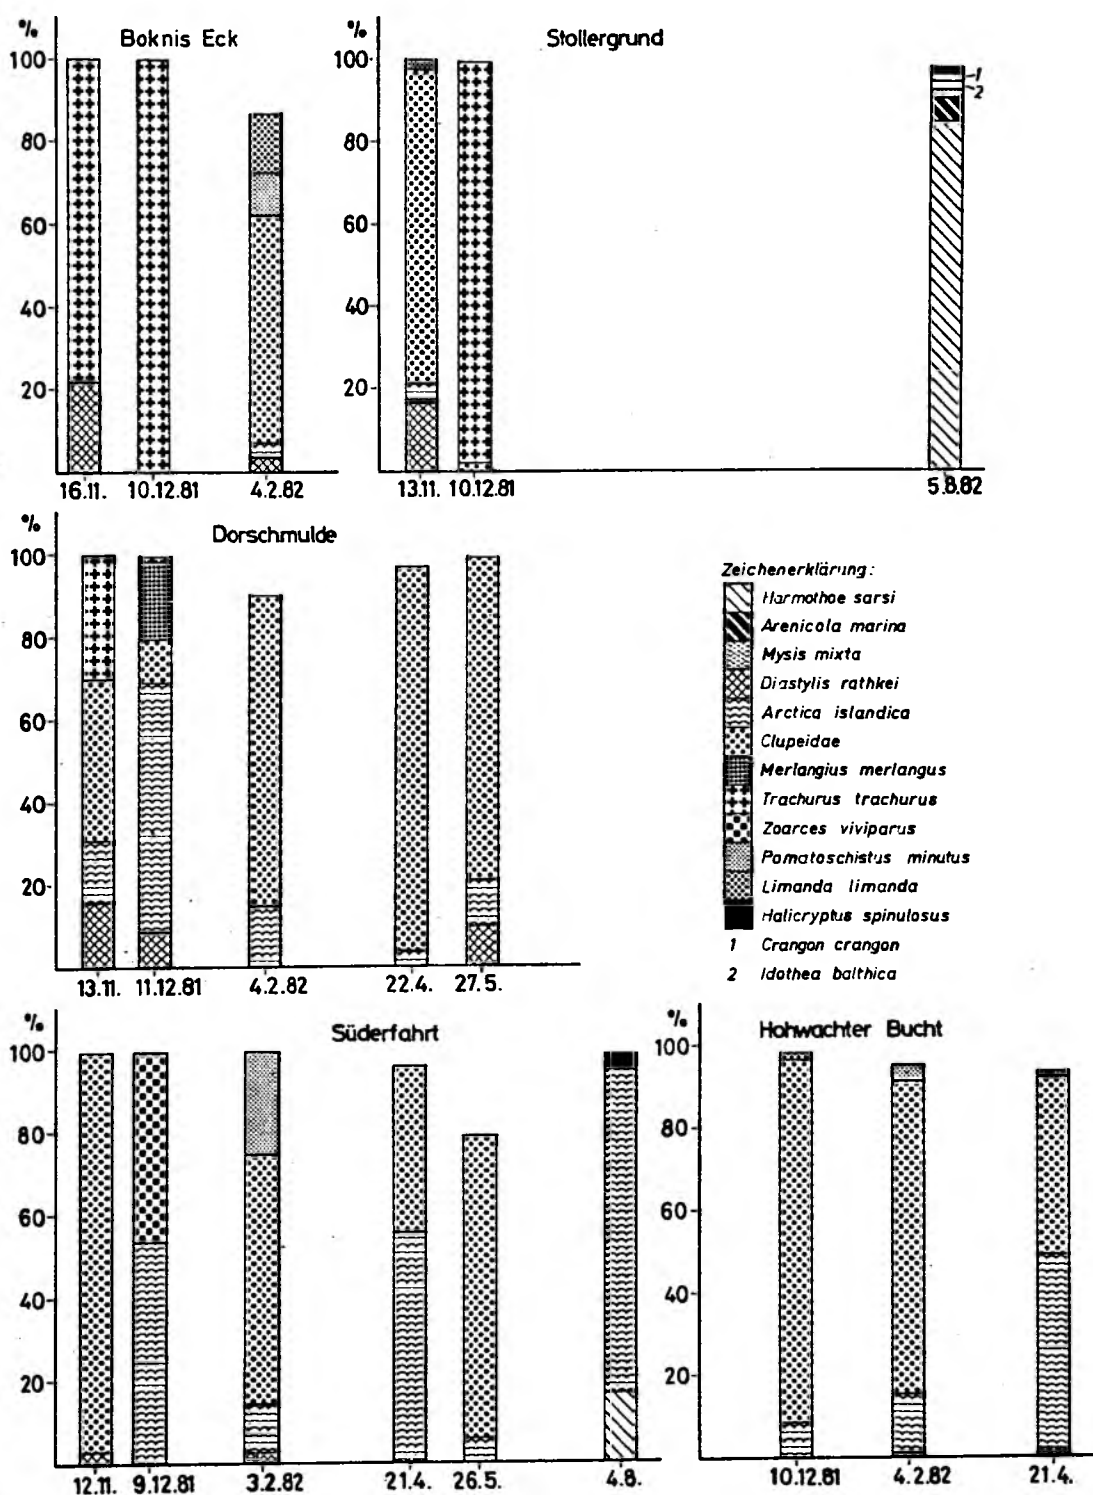 %
Boknis Eck
100
80
60
40
20
16.11. 10.12.81 4.2.82
%
Stollergrund
100
80
60
40
20
1
2
13.11. 10.12.81 5.8.82
%
Dorschmulde
100
80
60
40
20
13.11. 11.12.81 4.2.82 22.4. 27.5.
Zeichenerklärung:
Harmothoe sarsi
Arenicola marina
Mysis mixta
Diastylis rathkei
Arctica islandica
Clupeidae
Merlangius merlangus
Trachurus trachurus
Zoarces viviparus
Pomatoschistus minutus
Limanda limanda
Halicryptus spinulosus
1 Crangon crangon
2 Idothea balthica
%
Süderfahrt
100
80
60
40
20
12.11. 9.12.81 3.2.82 21.4. 26.5. 4.8.
%
Hohwachter Bucht
100
80
60
40
20
10.12.81 4.2.82 21.4.